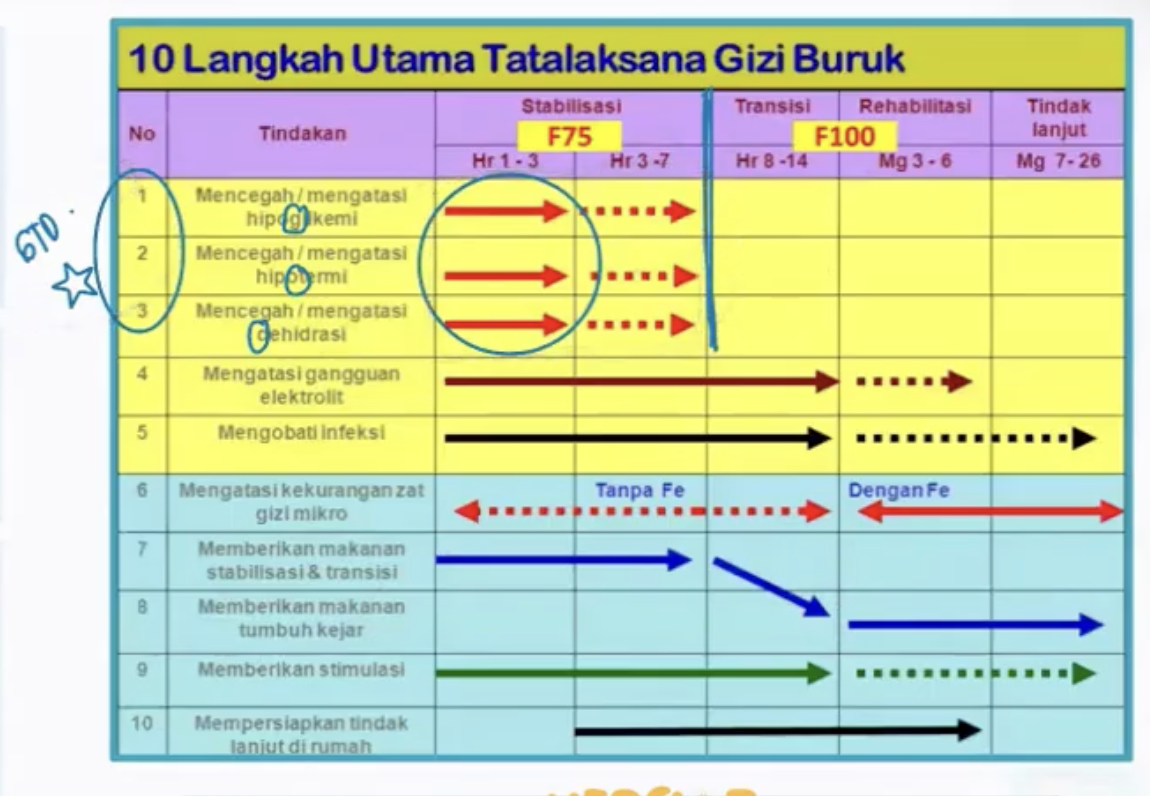 10 Langkah Utama Tatalaksana Gizi Buruk
No
Tindakan
Stabilisasi
Transisi
Rehabilitasi
Tindak
lanjut
F75
F100
Hr 1 - 3
Hr 3 -7
Hr 8 -14
Mg 3 - 6
Mg 7- 26
1
Mencegah / mengatasi
hipoglikemi
2
Mencegah / mengatasi
hipotermi
3
Mencegah / mengatasi
dehidrasi
4
Mengatasi gangguan
elektrolit
5
Mengobati infeksi
6
Mengatasi kekurangan zat
gizi mikro
Tanpa Fe
Dengan Fe
7
Memberikan makanan
stabilisasi & transisi
8
Memberikan makanan
tumbuh kejar
9
Memberikan stimulasi
10
Mempersiapkan tindak
lanjut di rumah